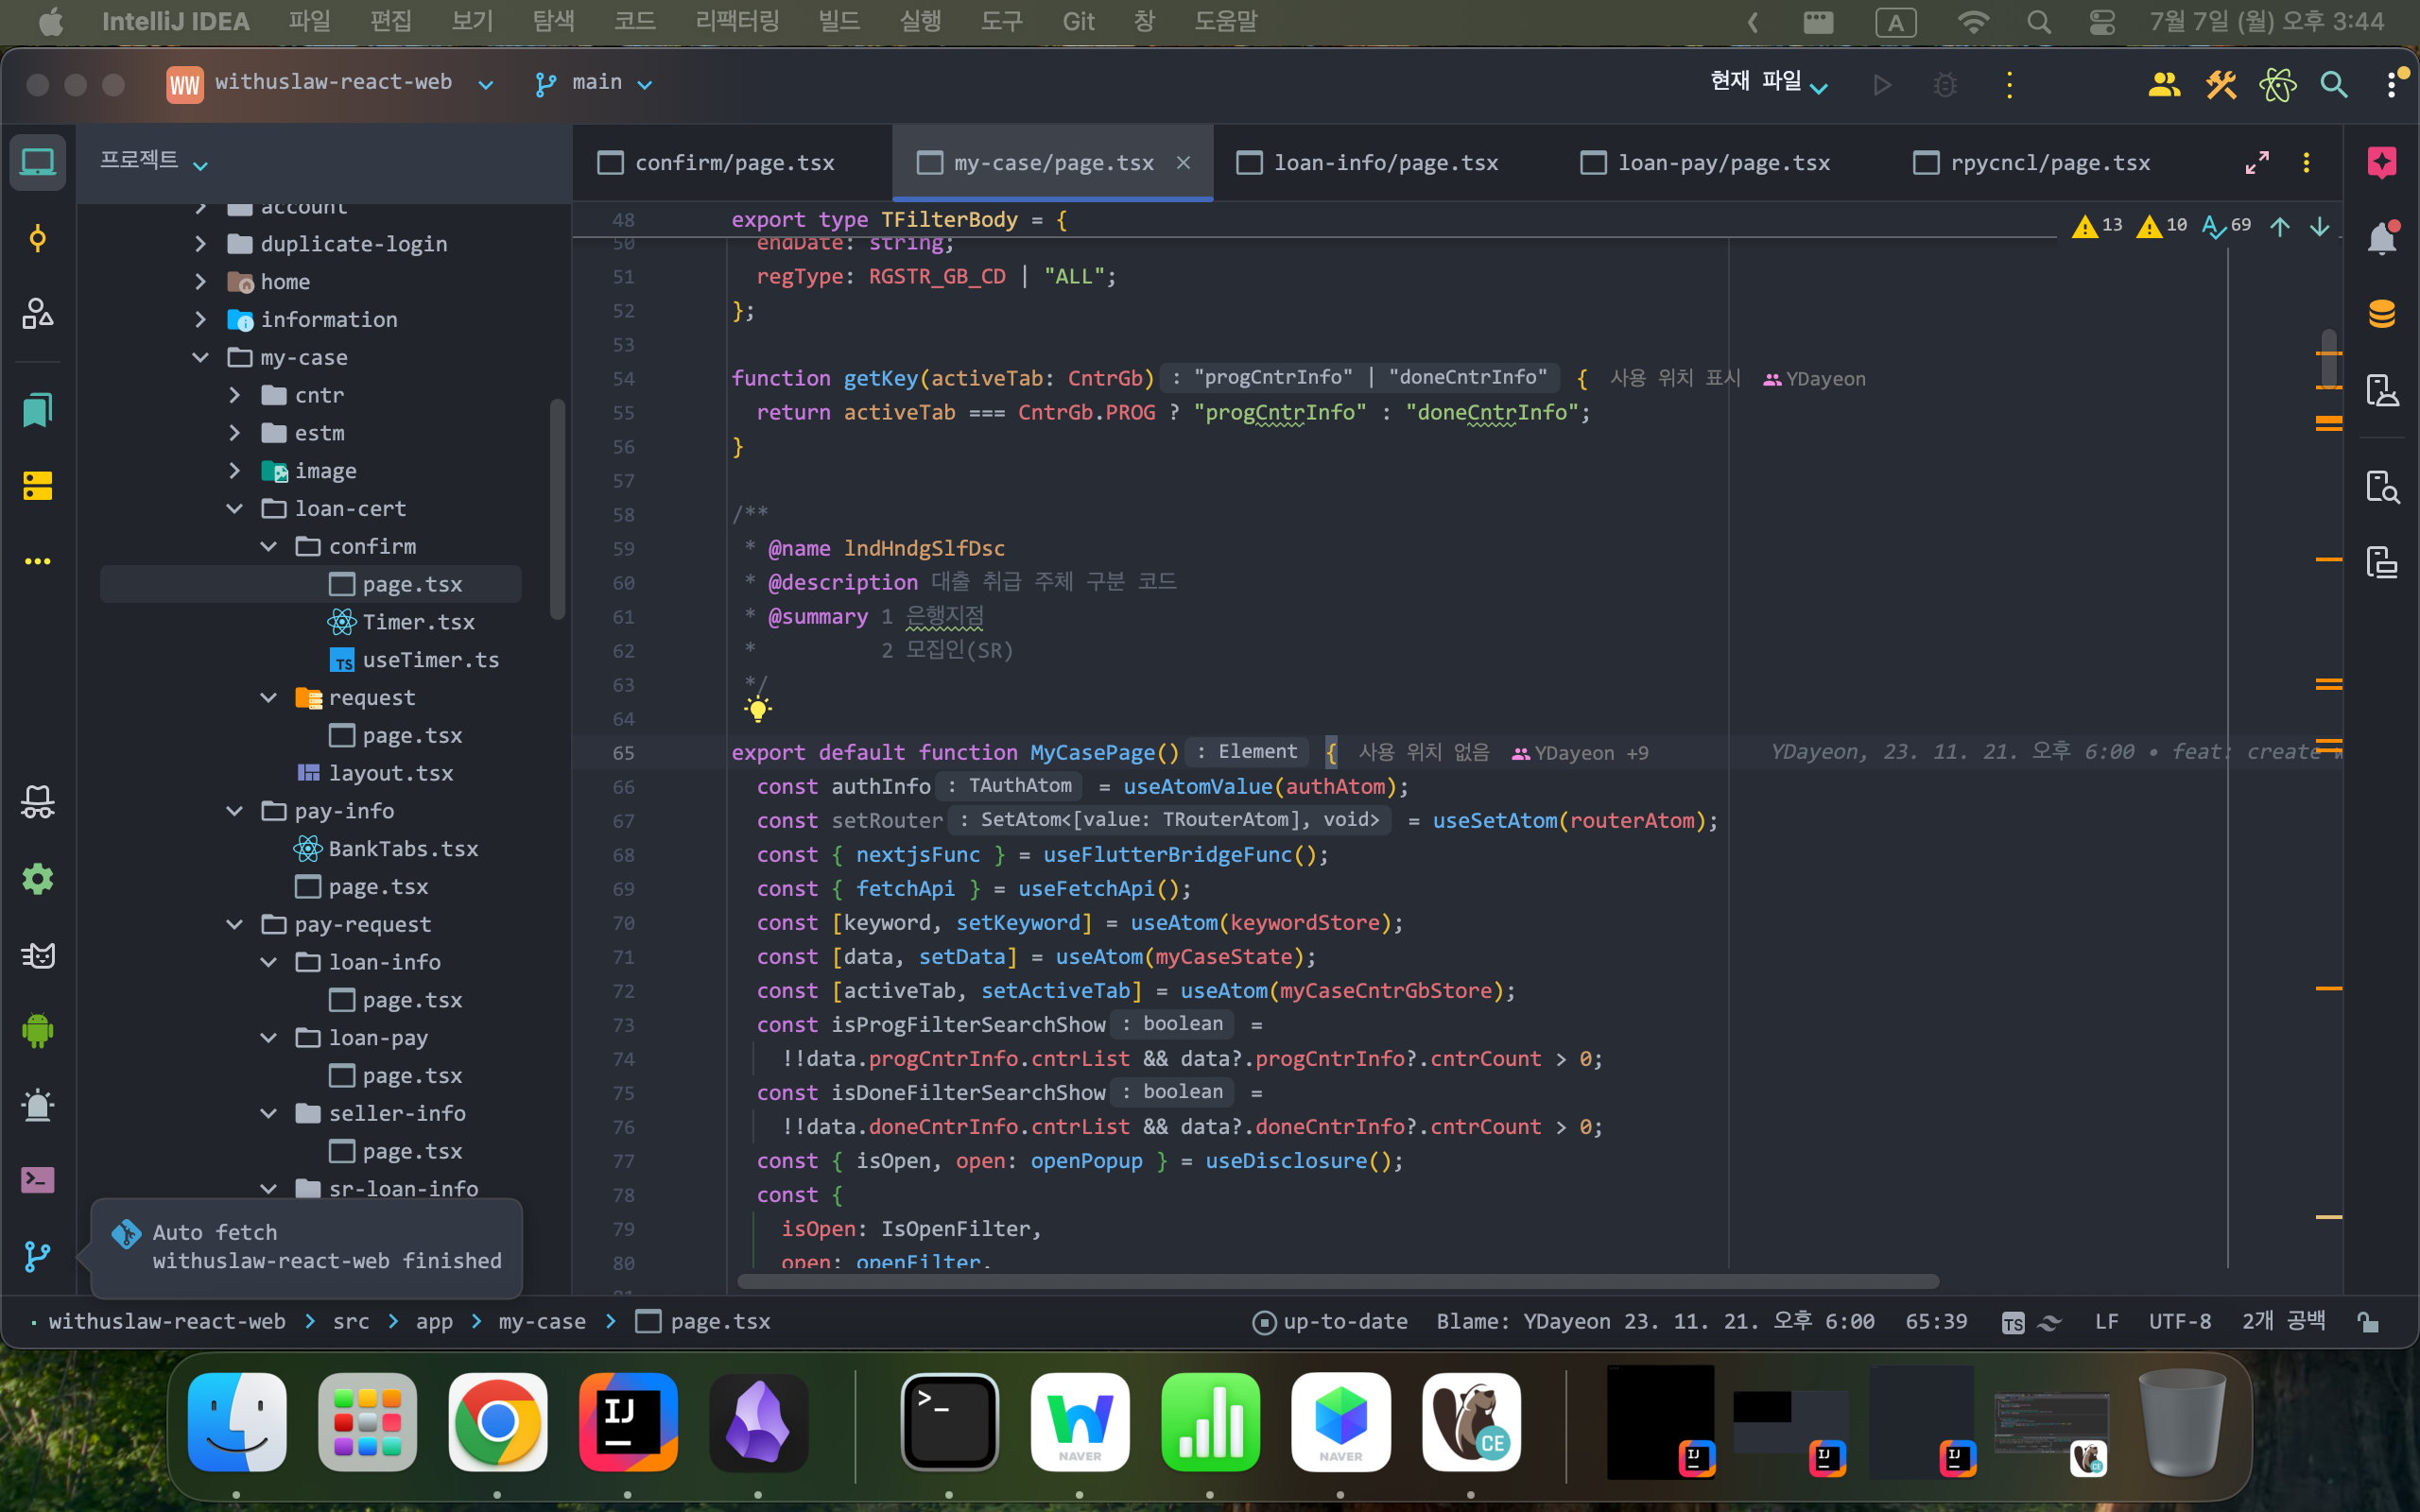 IntelliJ IDEA 파일 편집 보기 탐색 코드 리팩터링 빌드 실행 도구 Git 창 도움말 A 7월 7일 (월) 오후 3:44
WW withuslaw-react-web main 현재 파일
프로젝트
confirm/page.tsx my-case/page.tsx loan-info/page.tsx loan-pay/page.tsx rpycncl/page.tsx
account
duplicate-login
home
information
my-case
cntr
estm
image
loan-cert
confirm
page.tsx
Timer.tsx
TS useTimer.ts
request
page.tsx
layout.tsx
pay-info
BankTabs.tsx
page.tsx
pay-request
loan-info
page.tsx
loan-pay
page.tsx
seller-info
page.tsx
sr-loan-info
Auto fetch
withuslaw-react-web finished
13 10 69
48 export type TFilterBody = {
50 endDate: string;
51 regType: RGSTR_GB_CD | "ALL";
52 };
53
54 function getKey(activeTab: CntrGb) : "progCntrInfo" | "doneCntrInfo" { 사용 위치 표시 YDayeon
55 return activeTab === CntrGb.PROG ? "progCntrInfo" : "doneCntrInfo";
56 }
57
58 /**
59 * @name lndHndgSlfDsc
60 * @description 대출 취급 주체 구분 코드
61 * @summary 1 은행지점
62 * 2 모집인(SR)
63 */
64
65 export default function MyCasePage() : Element { 사용 위치 없음 YDayeon +9 YDayeon, 23. 11. 21. 오후 6:00 • feat: create
66 const authInfo : TAuthAtom = useAtomValue(authAtom);
67 const setRouter : SetAtom<[value: TRouterAtom], void> = useSetAtom(routerAtom);
68 const { nextjsFunc } = useFlutterBridgeFunc();
69 const { fetchApi } = useFetchApi();
70 const [keyword, setKeyword] = useAtom(keywordStore);
71 const [data, setData] = useAtom(myCaseState);
72 const [activeTab, setActiveTab] = useAtom(myCaseCntrGbStore);
73 const isProgFilterSearchShow : boolean =
74 !!data.progCntrInfo.cntrList && data?.progCntrInfo?.cntrCount > 0;
75 const isDoneFilterSearchShow : boolean =
76 !!data.doneCntrInfo.cntrList && data?.doneCntrInfo?.cntrCount > 0;
77 const { isOpen, open: openPopup } = useDisclosure();
78 const {
79 isOpen: IsOpenFilter,
80 open: openFilter,
withuslaw-react-web src app my-case page.tsx up-to-date Blame: YDayeon 23. 11. 21. 오후 6:00 65:39 TS LF UTF-8 2개 공백
IJ >_ NAVER NAVER CE IJ IJ IJ CE